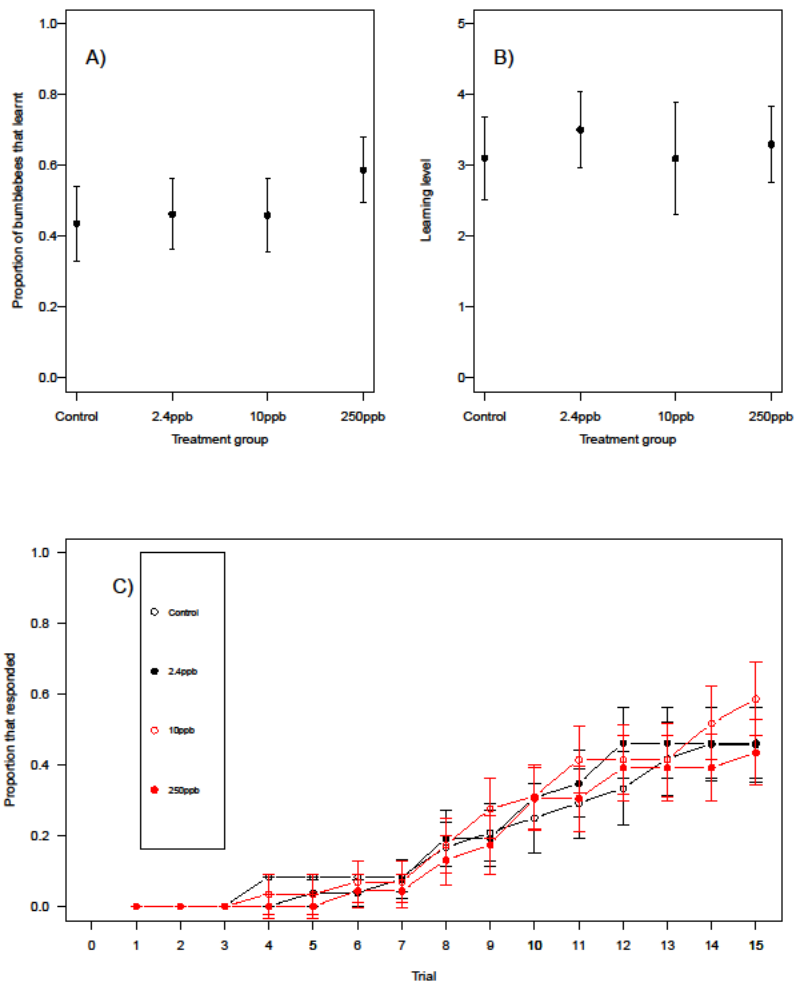 A)
Proportion of bumblebees that learnt
1.0
0.8
0.6
0.4
0.2
0.0
Control 2.4ppb 10ppb 250ppb
Treatment group
B)
Learning level
5
4
3
2
1
0
Control 2.4ppb 10ppb 250ppb
Treatment group
C)
Proportion that responded
1.0
0.8
0.6
0.4
0.2
0.0
Control
2.4ppb
10ppb
250ppb
0 1 2 3 4 5 6 7 8 9 10 11 12 13 14 15
Trial